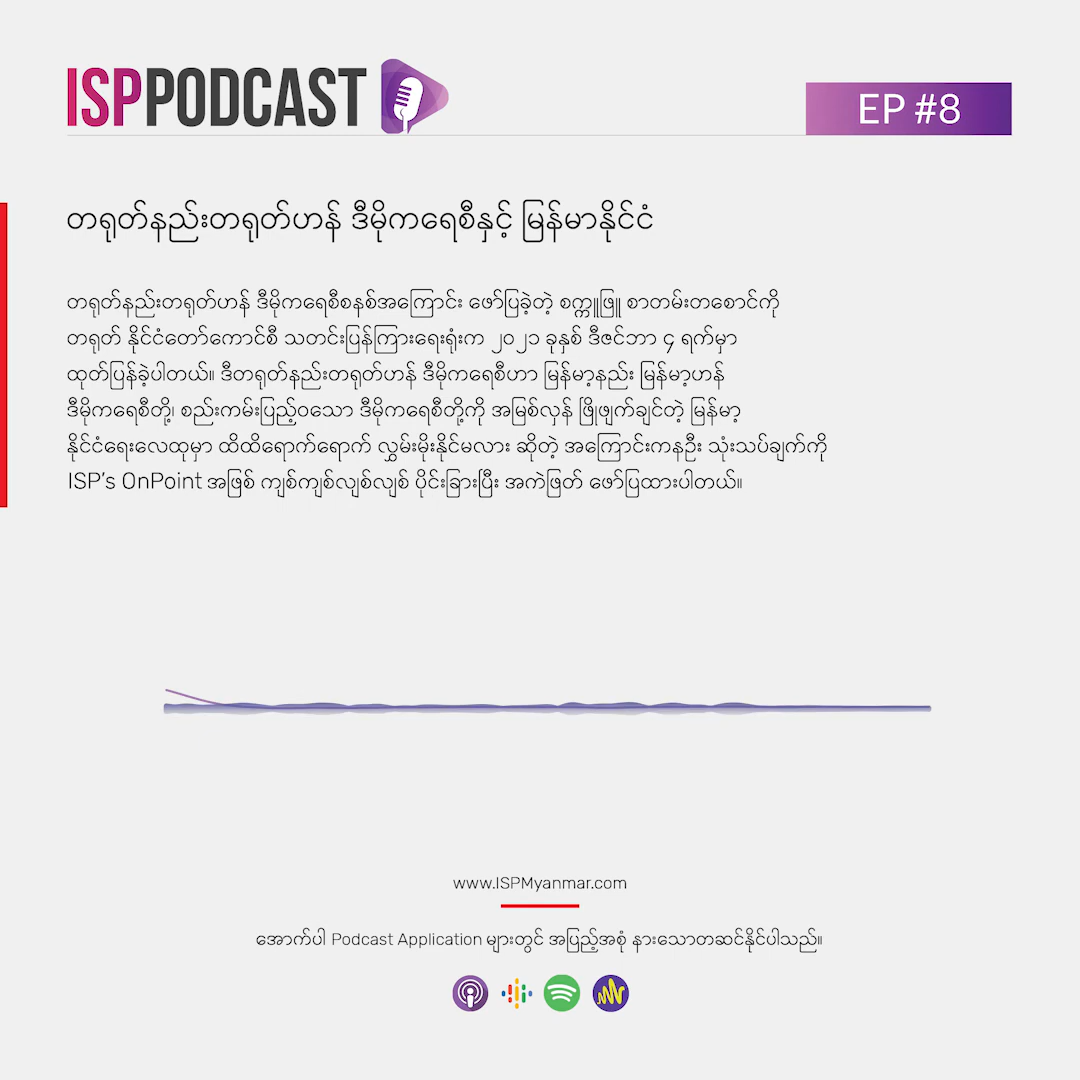 ISP PODCAST
EP #8
တရုတ်နည်းတရုတ်ဟန် ဒီမိုကရေစီနှင့် မြန်မာနိုင်ငံ
တရုတ်နည်းတရုတ်ဟန် ဒီမိုကရေစီစနစ်အကြောင်း ဖော်ပြခဲ့တဲ့ စက္ကူဖြူ စာတမ်းတစောင်ကို
တရုတ် နိုင်ငံတော်ကောင်စီ သတင်းပြန်ကြားရေးရုံးက ၂၀၂၁ ခုနှစ် ဒီဇင်ဘာ ၄ ရက်မှာ
ထုတ်ပြန်ခဲ့ပါတယ်။ ဒီတရုတ်နည်းတရုတ်ဟန် ဒီမိုကရေစီဟာ မြန်မာ့နည်း မြန်မာ့ဟန်
ဒီမိုကရေစီတို့၊ စည်းကမ်းပြည့်ဝသော ဒီမိုကရေစီတို့ကို အမြစ်လှန် ဖြိုဖျက်ချင်တဲ့ မြန်မာ့
နိုင်ငံရေးလေထုမှာ ထိထိရောက်ရောက် လွှမ်းမိုးနိုင်မလား ဆိုတဲ့ အကြောင်းကနဦး သုံးသပ်ချက်ကို
ISP’s OnPoint အဖြစ် ကျစ်ကျစ်လျစ်လျစ် ပိုင်းခြားပြီး အကဲဖြတ် ဖော်ပြထားပါတယ်။
www.ISPMyanmar.com
အောက်ပါ Podcast Application များတွင် အပြည့်အစုံ နားသောတဆင်နိုင်ပါသည်။